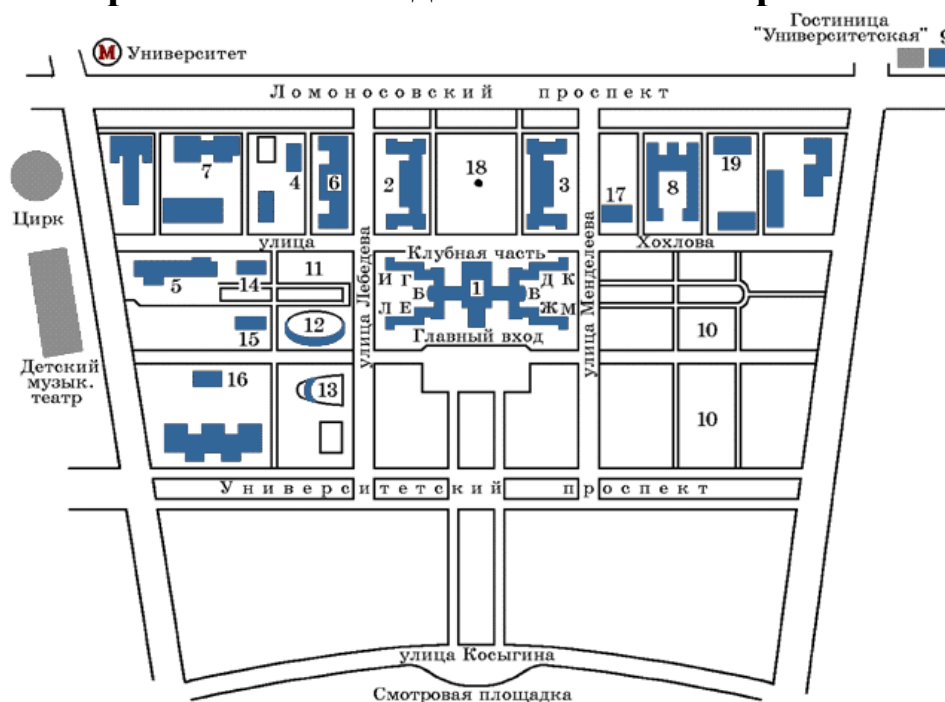 Гостиница
"Университетская"
9
М Университет
Ломоносовский проспект
7
4
6
2
18
3
17
8
19
Цирк
улица
Хохлова
улица Лебедева
улица Менделеева
5
14
11
Клубная часть
И Г
Б
Л Е
1
Д К
В
Ж М
Главный вход
15
12
10
Детский
музык.
театр
16
13
10
Университетский проспект
улица Косыгина
Смотровая площадка